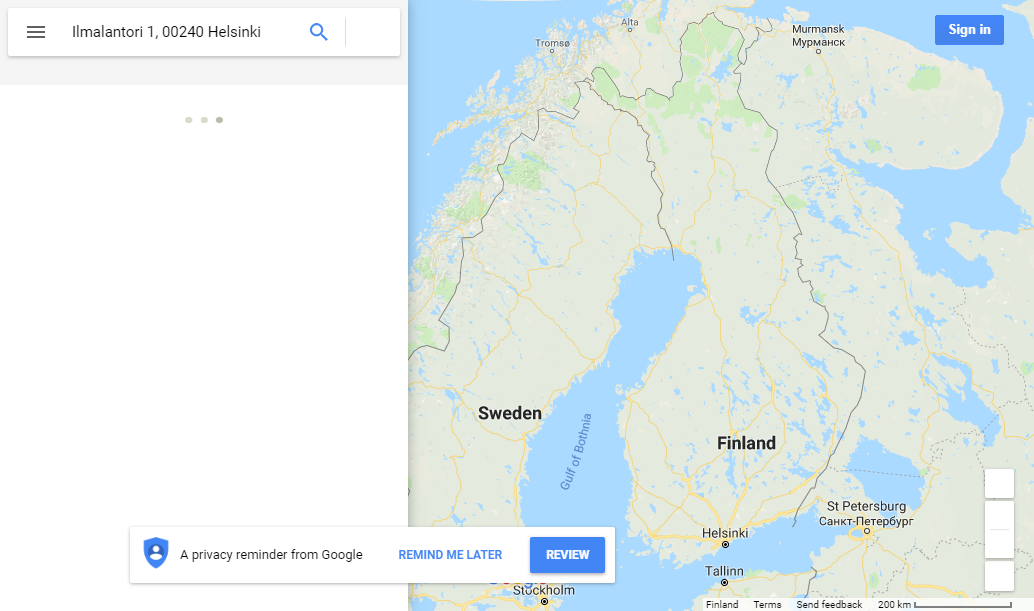 Ilmalantori 1, 00240 Helsinki
Sign in
Alta
Tromsø
Murmansk
Мурманск
Sweden
Gulf of Bothnia
Finland
St Petersburg
Санкт-Петербург
Helsinki
Tallinn
Stockholm
A privacy reminder from Google
REMIND ME LATER
REVIEW
Finland
Terms
Send feedback
200 km